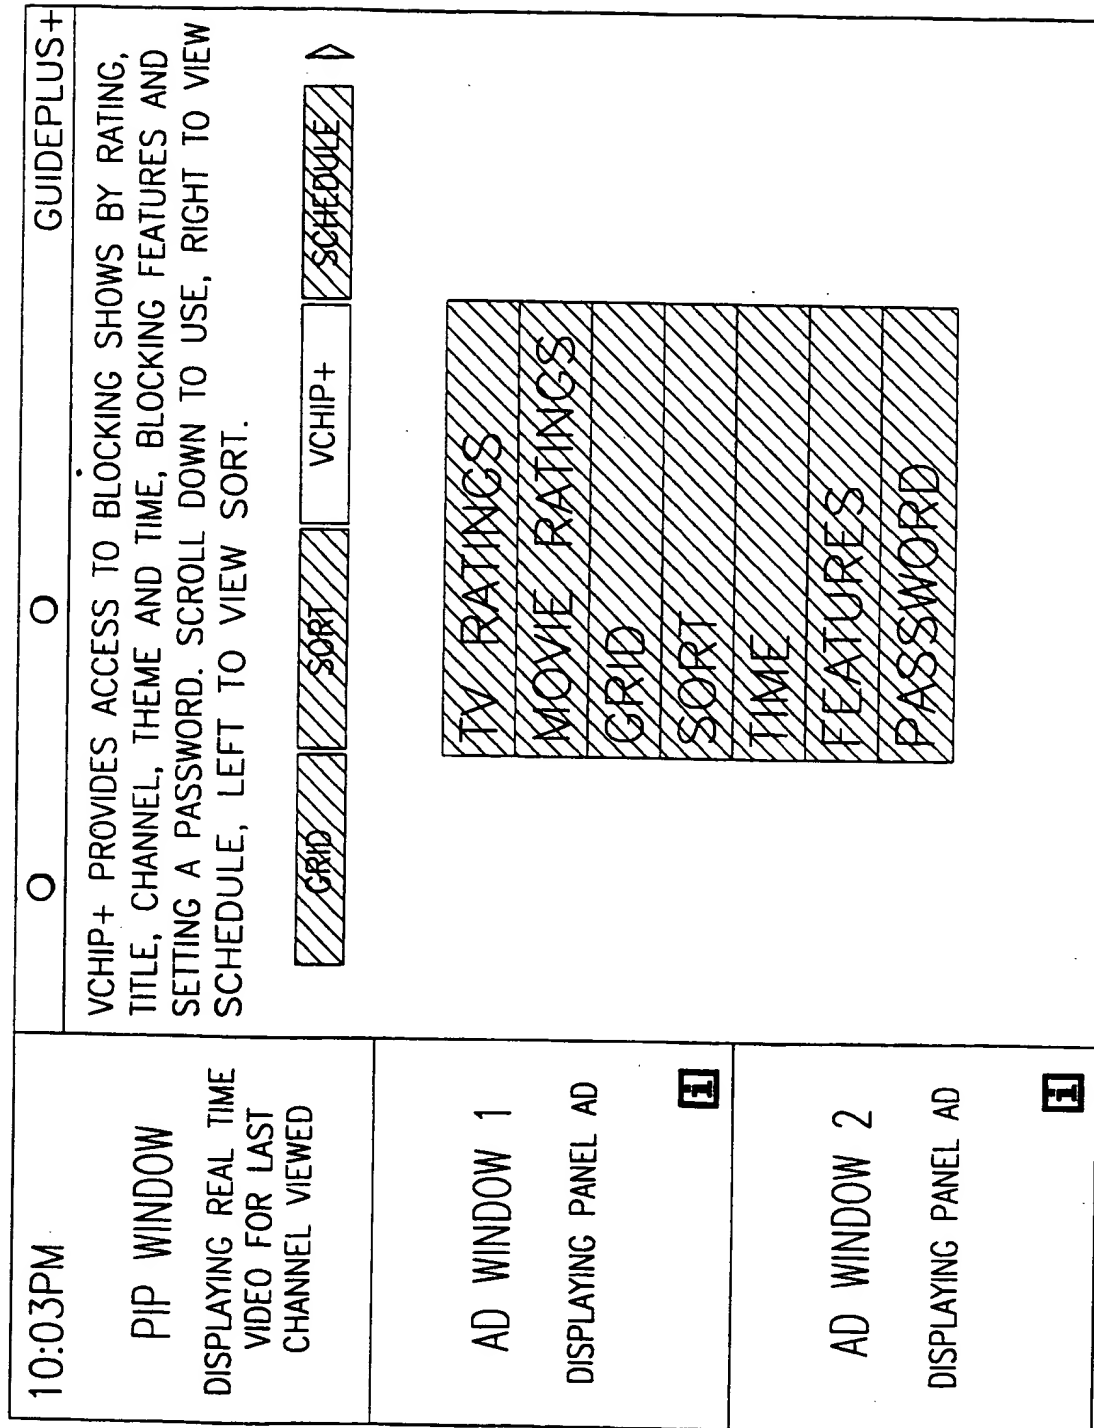 10:03PM
O
O
GUIDEPLUS+
PIP WINDOW
DISPLAYING REAL TIME
VIDEO FOR LAST
CHANNEL VIEWED
AD WINDOW 1
DISPLAYING PANEL AD
i
AD WINDOW 2
DISPLAYING PANEL AD
i
VCHIP+ PROVIDES ACCESS TO BLOCKING SHOWS BY RATING,
TITLE, CHANNEL, THEME AND TIME, BLOCKING FEATURES AND
SETTING A PASSWORD. SCROLL DOWN TO USE, RIGHT TO VIEW
SCHEDULE, LEFT TO VIEW SORT.
GRID
SORT
VCHIP+
SCHEDULE
TV RATINGS
MOVIE RATINGS
GRID
SORT
TIME
FEATURES
PASSWORD